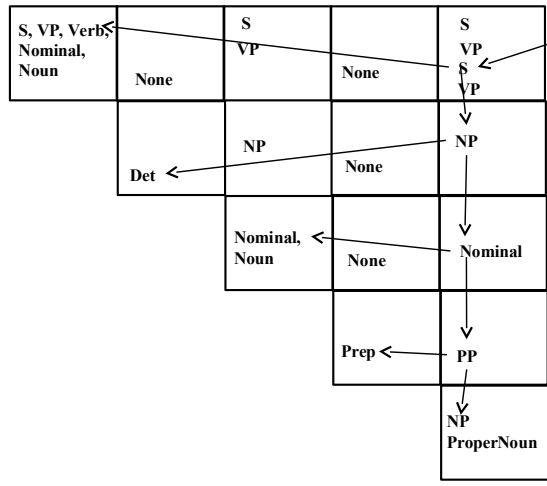 S, VP, Verb,
Nominal,
Noun
None
S
VP
None
S
VP
S
VP
Det
NP
None
NP
Nominal,
Noun
None
Nominal
Prep
PP
NP
ProperNoun